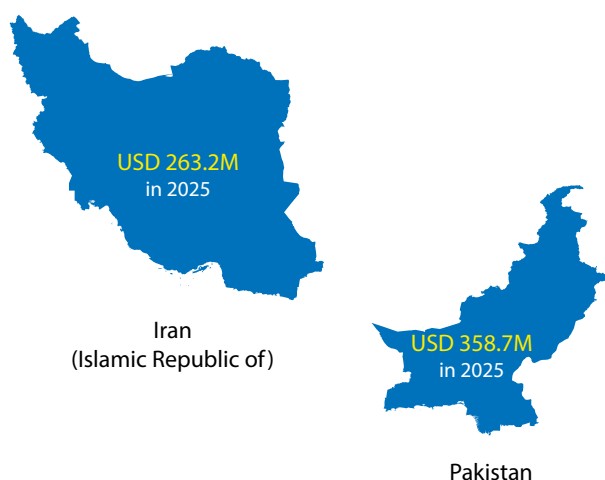 USD 263.2M
in 2025
Iran
(Islamic Republic of)
USD 358.7M
in 2025
Pakistan